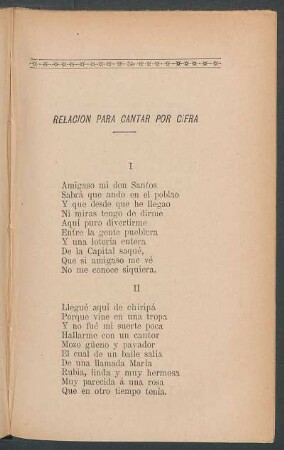 RELACION PARA CANTAR POR CIFRA
I
Amigaso mi don Santos
Sabrá que ando en el poblao
Y que desde que he llegao
Ni miras tengo de dirme
Aquí puro divertirme
Entre la gente pueblera
Y una lotería entera
De la Capital saqué,
Que si amigaso me vé
No me conoce siquiera.
II
Llegué aquí de chiripá
Porque vine en una tropa
Y no fué mi suerte poca
Hallarme con un cantor
Mozo güeno y payador
El cual de un baile salía
De una llamada María
Rubia, linda y muy hermosa
Muy parecida á una rosa
Que en otro tiempo tenía.